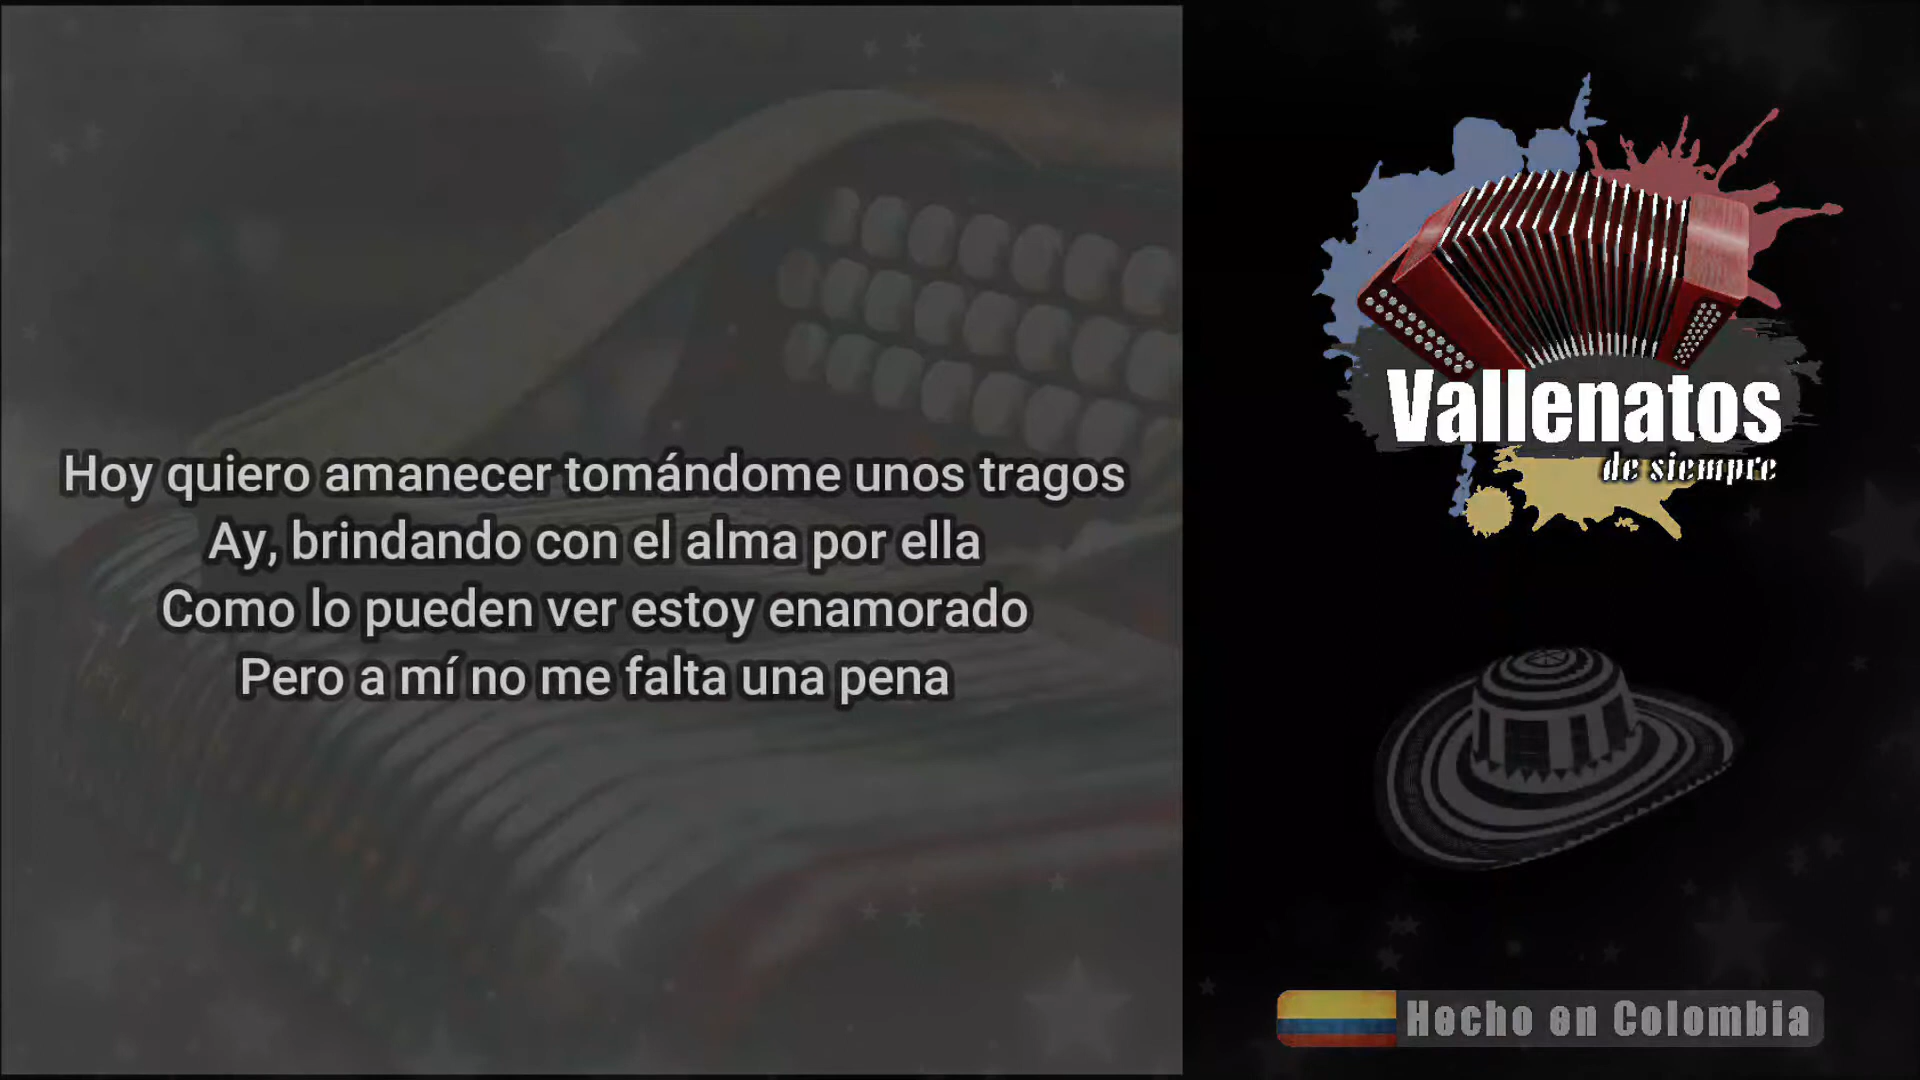 Hoy quiero amanecer tomándome unos tragos
Ay, brindando con el alma por ella
Como lo pueden ver estoy enamorado
Pero a mí no me falta una pena
Vallenatos
de siempre
Hecho en Colombia